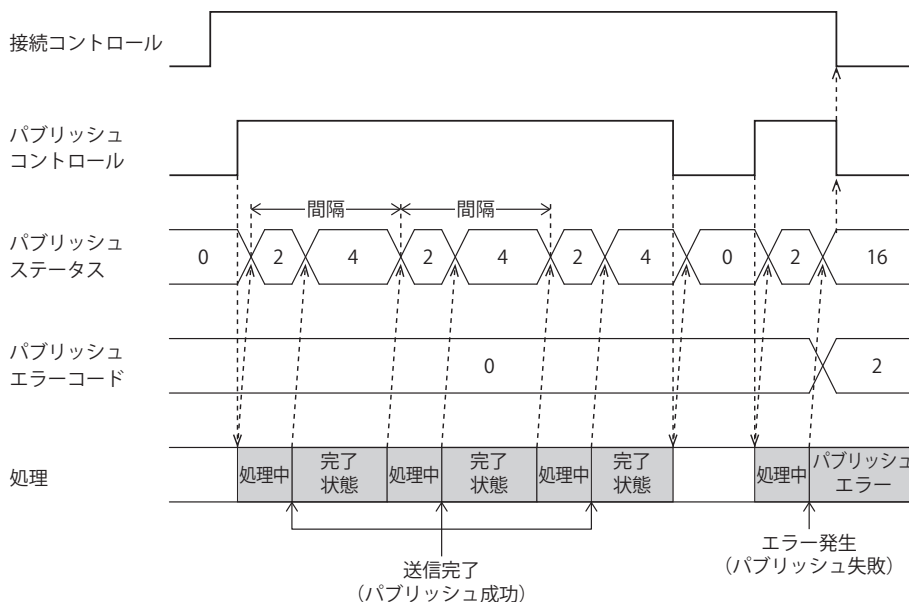 接続コントロール
パブリッシュ
コントロール
間隔 間隔
パブリッシュ
ステータス
0 2 4 2 4 2 4 0 2 16
パブリッシュ
エラーコード
0 2
処理
処理中 完了
状態 処理中 完了
状態 処理中 完了
状態 処理中 パブリッシュ
エラー
送信完了
（パブリッシュ成功）
エラー発生
（パブリッシュ失敗）